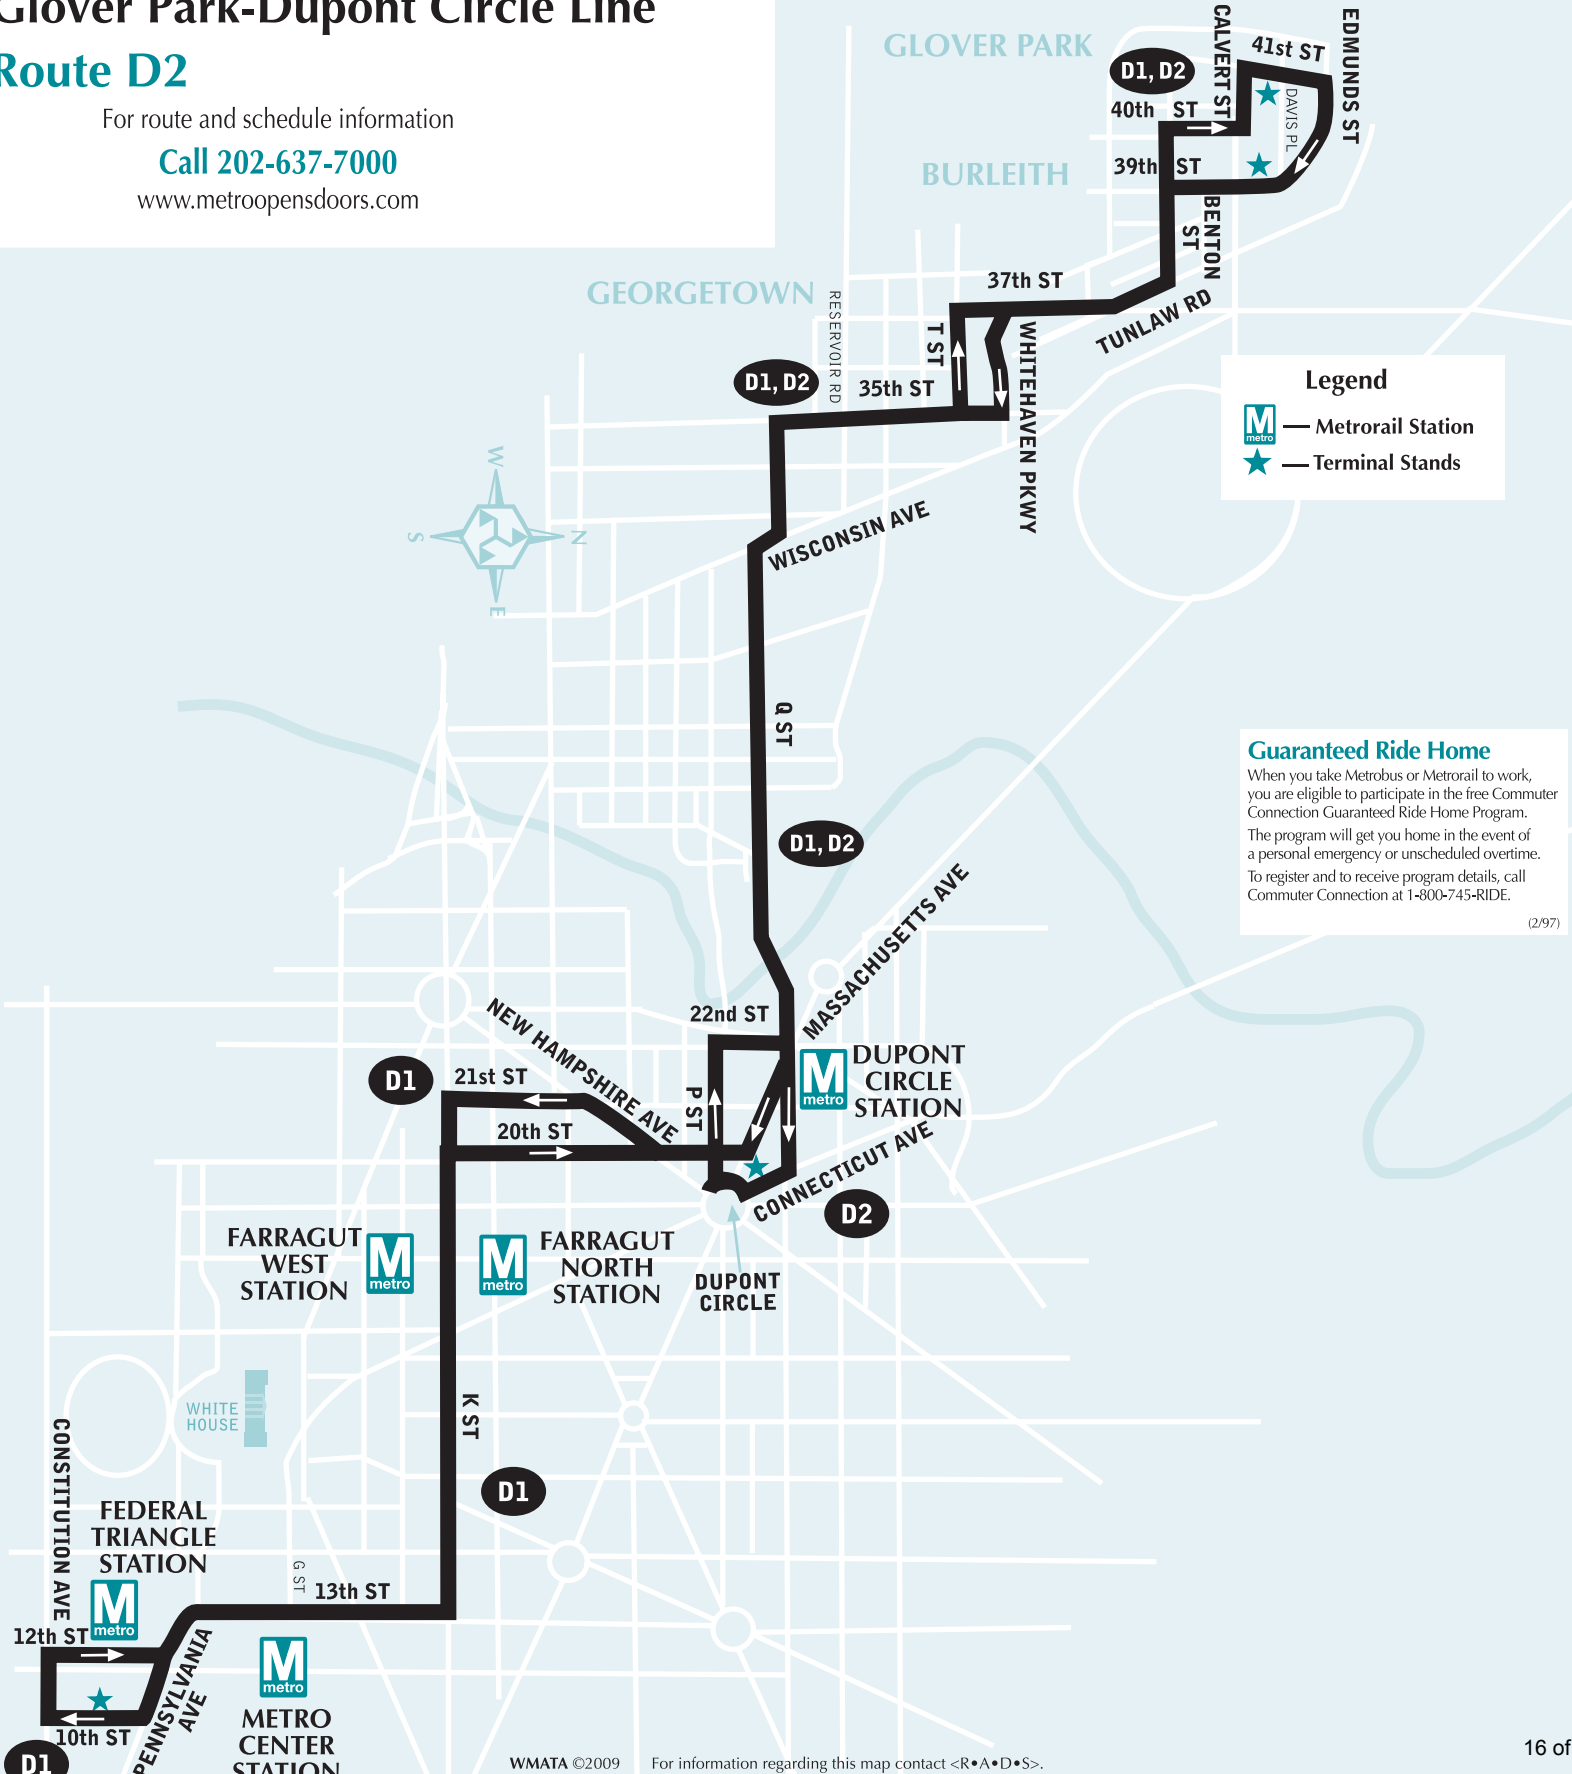 Glover Park-Dupont Circle Line
Route D2
For route and schedule information
Call 202-637-7000
www.metroopensdoors.com
GLOVER PARK
D1, D2
CALVERT ST
41st ST
EDMUNDS ST
DAVIS PL
40th ST
39th ST
BURLEITH
BENTON
ST
GEORGETOWN
RESERVOIR RD
37th ST
TUNLAW RD
T ST
WHITEHAVEN PKWY
D1, D2
35th ST
Legend
M
metro
— Metrorail Station
— Terminal Stands
W
S
N
E
WISCONSIN AVE
Q ST
Guaranteed Ride Home
When you take Metrobus or Metrorail to work,
you are eligible to participate in the free Commuter
Connection Guaranteed Ride Home Program.
The program will get you home in the event of
a personal emergency or unscheduled overtime.
To register and to receive program details, call
Commuter Connection at 1-800-745-RIDE.
(2/97)
D1, D2
MASSACHUSETTS AVE
22nd ST
NEW HAMPSHIRE AVE
M
metro
DUPONT
CIRCLE
STATION
D1
21st ST
P ST
20th ST
CONNECTICUT AVE
D2
FARRAGUT
WEST
STATION
M
metro
M
metro
FARRAGUT
NORTH
STATION
DUPONT
CIRCLE
WHITE
HOUSE
K ST
CONSTITUTION AVE
D1
FEDERAL
TRIANGLE
STATION
M
metro
G ST
13th ST
12th ST
PENNSYLVANIA
AVE
M
metro
METRO
CENTER
STATION
10th ST
D1
WMATA ©2009 For information regarding this map contact <R•A•D•S>.
16 of